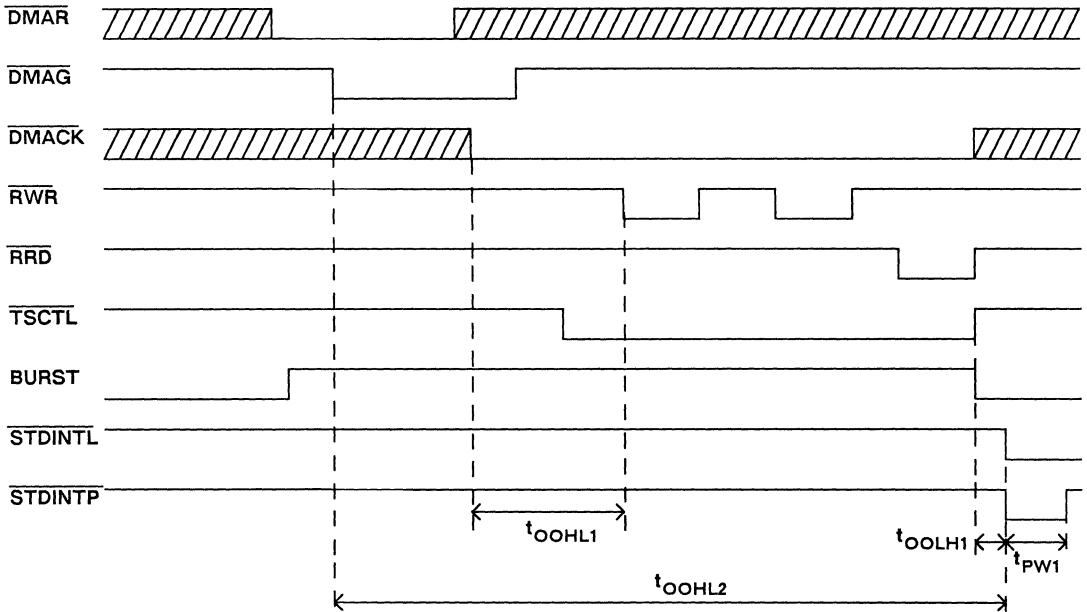 DMAR
DMAG
DMACK
RWR
RRD
TSCTL
BURST
STDINTL
STDINTP
tOOHL1
tOOLH1 tPW1
tOOHL2